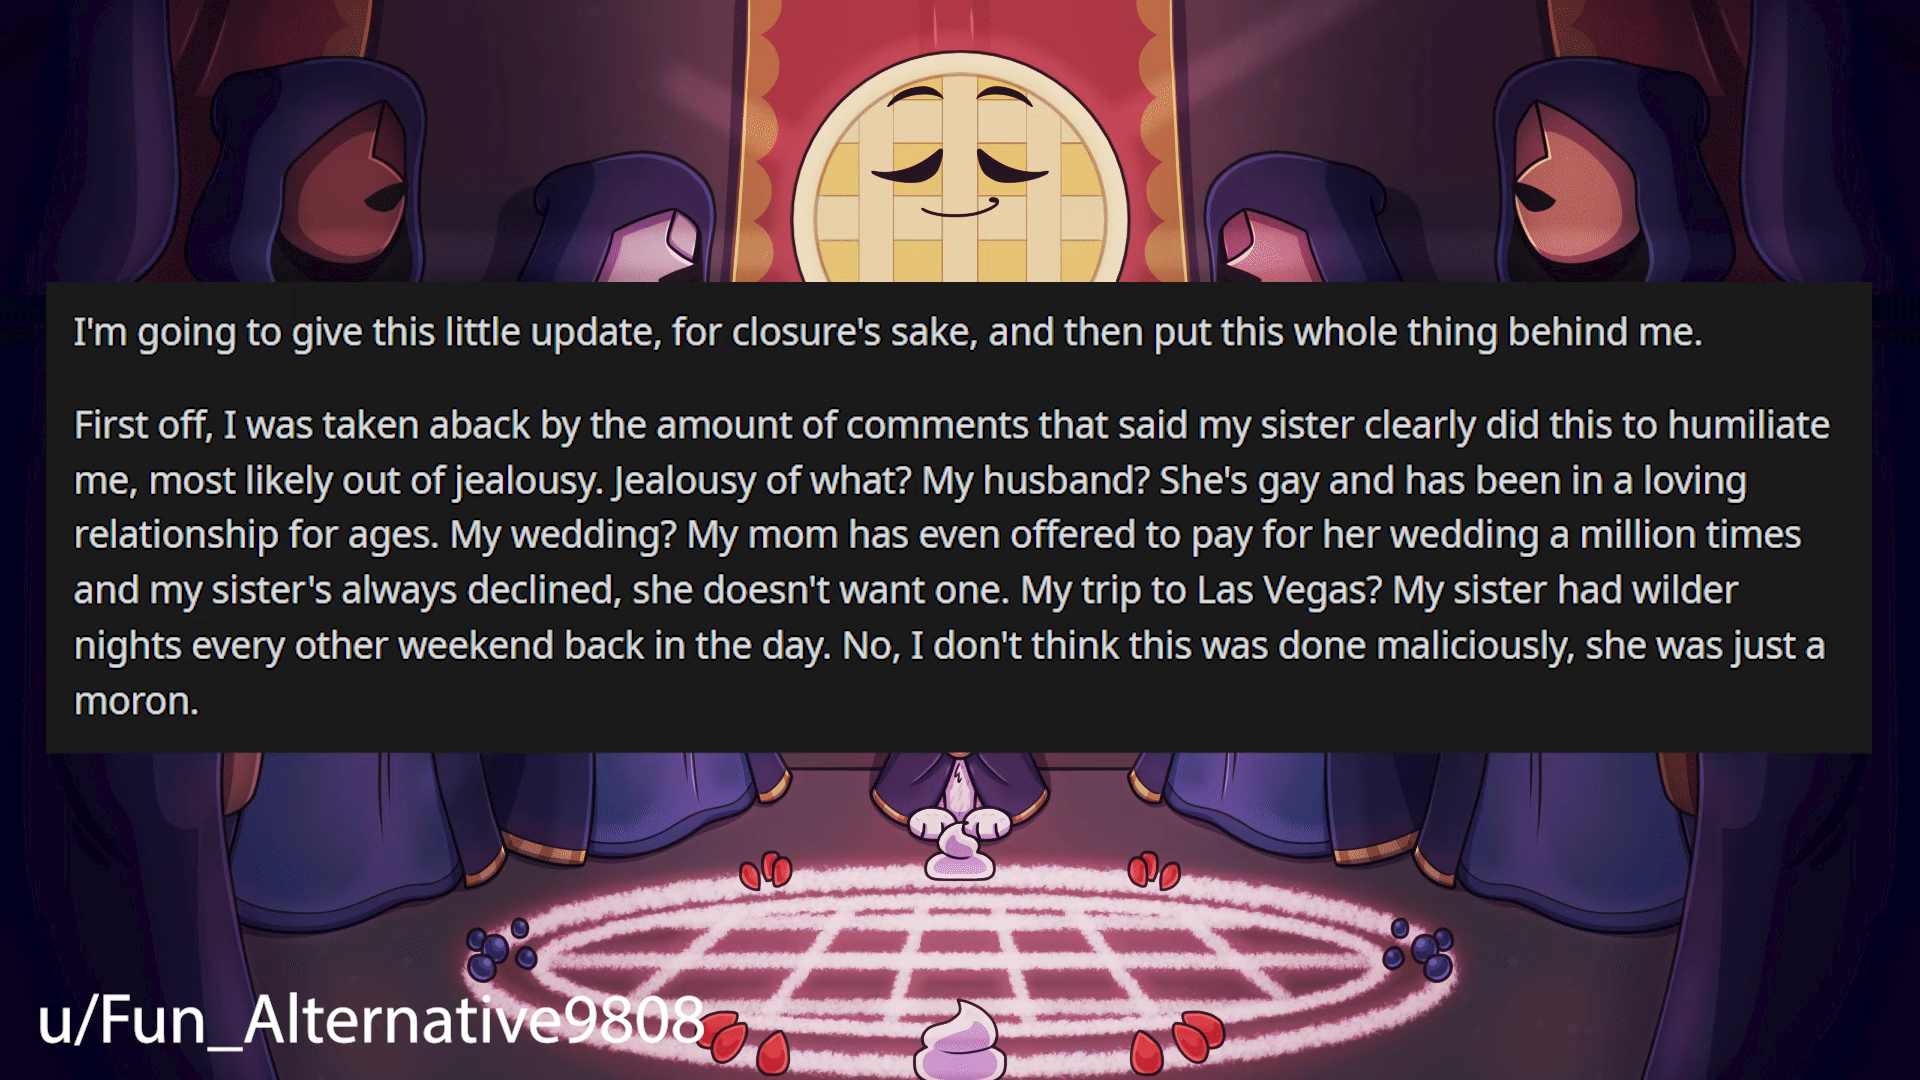 I'm going to give this little update, for closure's sake, and then put this whole thing behind me.
First off, I was taken aback by the amount of comments that said my sister clearly did this to humiliate
me, most likely out of jealousy. Jealousy of what? My husband? She's gay and has been in a loving
relationship for ages. My wedding? My mom has even offered to pay for her wedding a million times
and my sister's always declined, she doesn't want one. My trip to Las Vegas? My sister had wilder
nights every other weekend back in the day. No, I don't think this was done maliciously, she was just a
moron.
u/Fun_Alternative9808